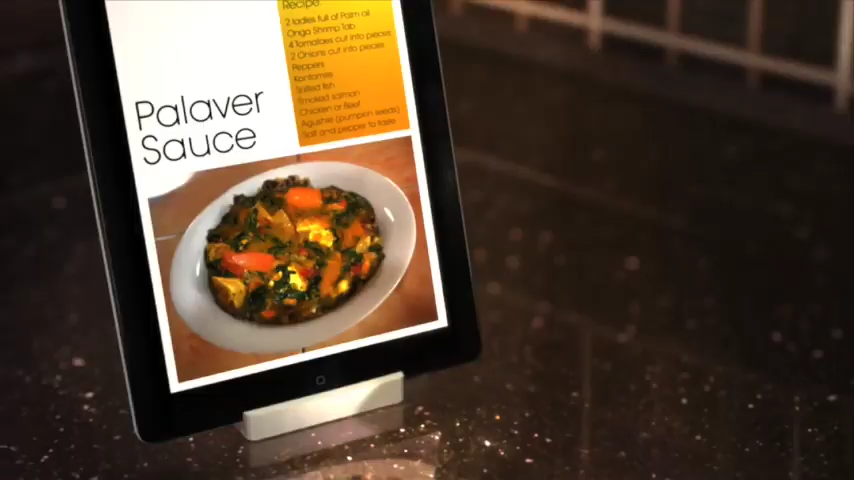 Recipe:
2 ladles full of Palm oil
Onga Shrimp Tab
4 Tomatoes cut into pieces
2 Onions cut into pieces
Peppers
Kontomire
Salted fish
Smoked salmon
Chicken or Beef
Agushie (pumpkin seeds)
Salt and pepper to taste
Palaver
Sauce